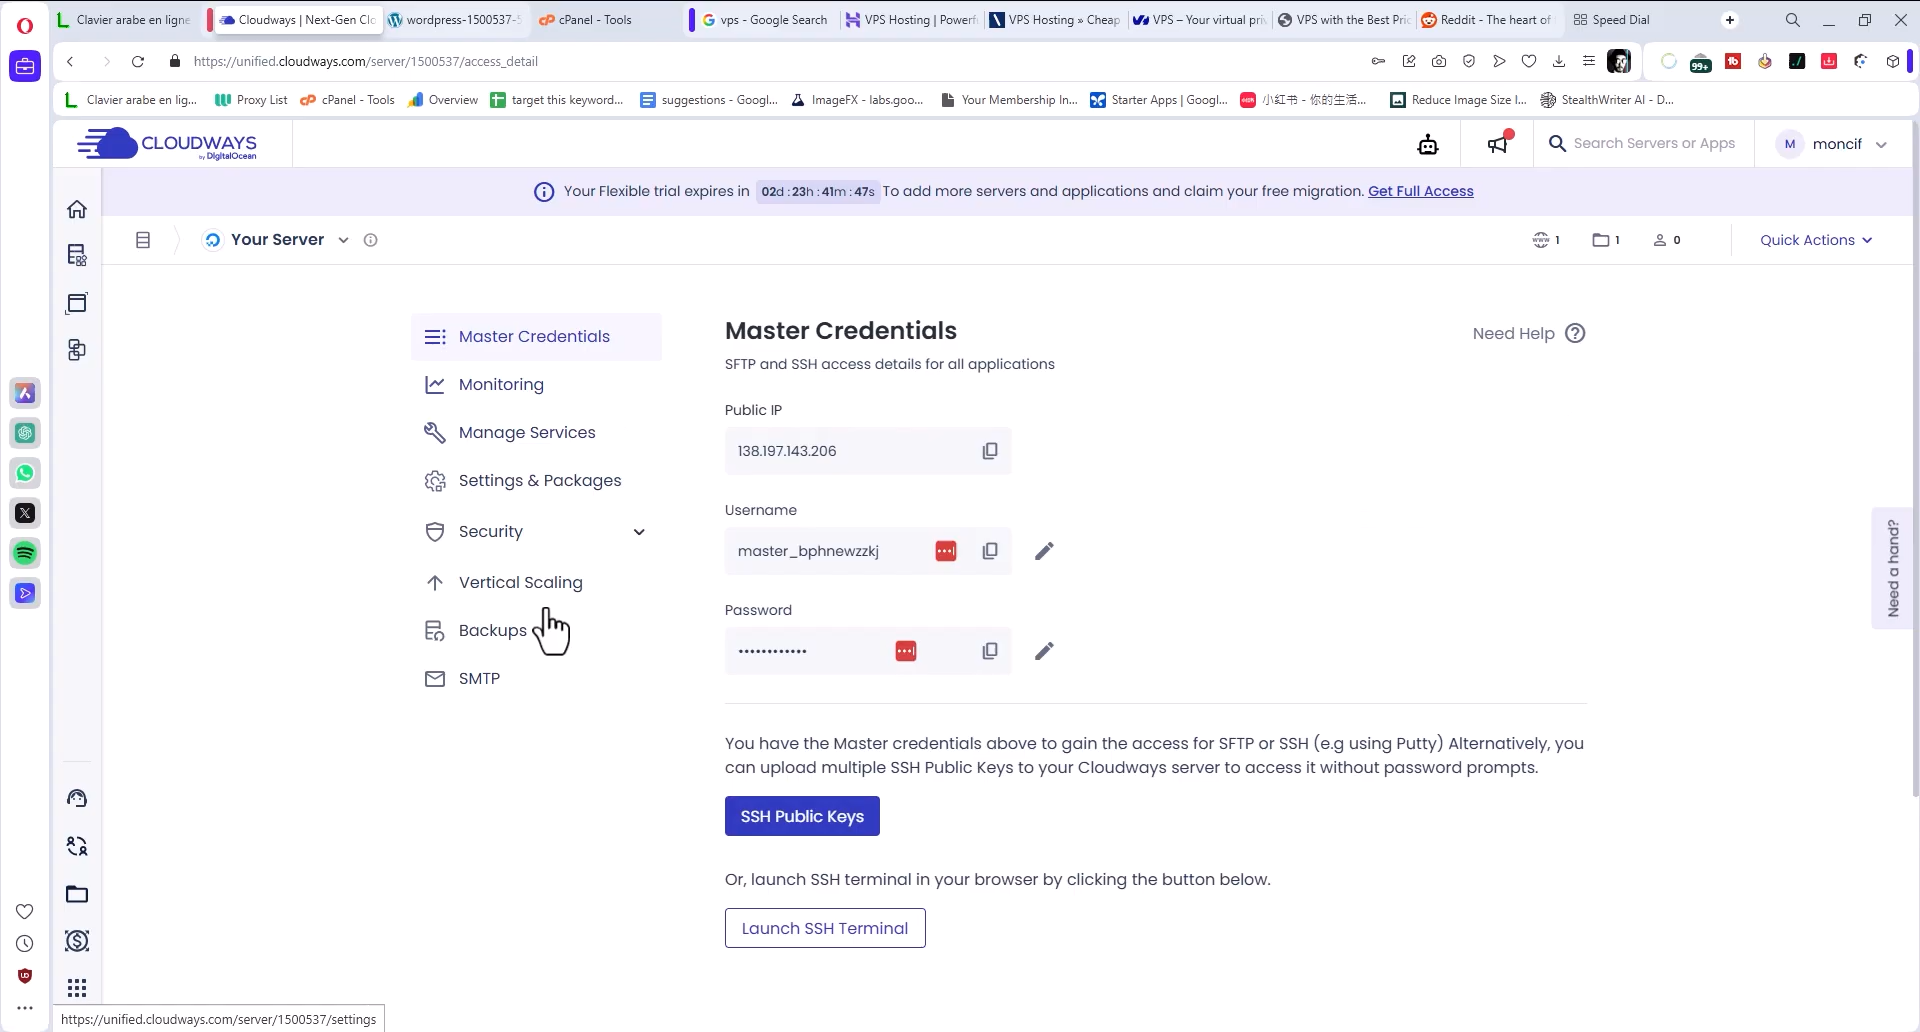 Clavier arabe en ligne
Cloudways | Next-Gen Clo
wordpress-1500537-5
cPanel - Tools
vps - Google Search
VPS Hosting | Powerf
VPS Hosting » Cheap
VPS – Your virtual priv
VPS with the Best Pric
Reddit - The heart of
Speed Dial
https://unified.cloudways.com/server/1500537/access_detail
99+
Clavier arabe en lig...
Proxy List
cPanel - Tools
Overview
target this keyword...
suggestions - Googl...
ImageFX - labs.goo...
Your Membership In...
Starter Apps | Googl...
小红书 - 你的生活...
Reduce Image Size I...
StealthWriter AI - D...
CLOUDWAYS
by DigitalOcean
Search Servers or Apps
M
moncif
Your Flexible trial expires in 02d : 23h : 41m : 47s To add more servers and applications and claim your free migration. Get Full Access
Your Server
www 1
1
0
Quick Actions
Master Credentials
Monitoring
Manage Services
Settings & Packages
Security
Vertical Scaling
Backups
SMTP
Master Credentials
Need Help
SFTP and SSH access details for all applications
Public IP
138.197.143.206
Username
master_bphnewzzkj
Password
••••••••••••
You have the Master credentials above to gain the access for SFTP or SSH (e.g using Putty) Alternatively, you
can upload multiple SSH Public Keys to your Cloudways server to access it without password prompts.
SSH Public Keys
Or, launch SSH terminal in your browser by clicking the button below.
Launch SSH Terminal
Need a hand?
https://unified.cloudways.com/server/1500537/settings